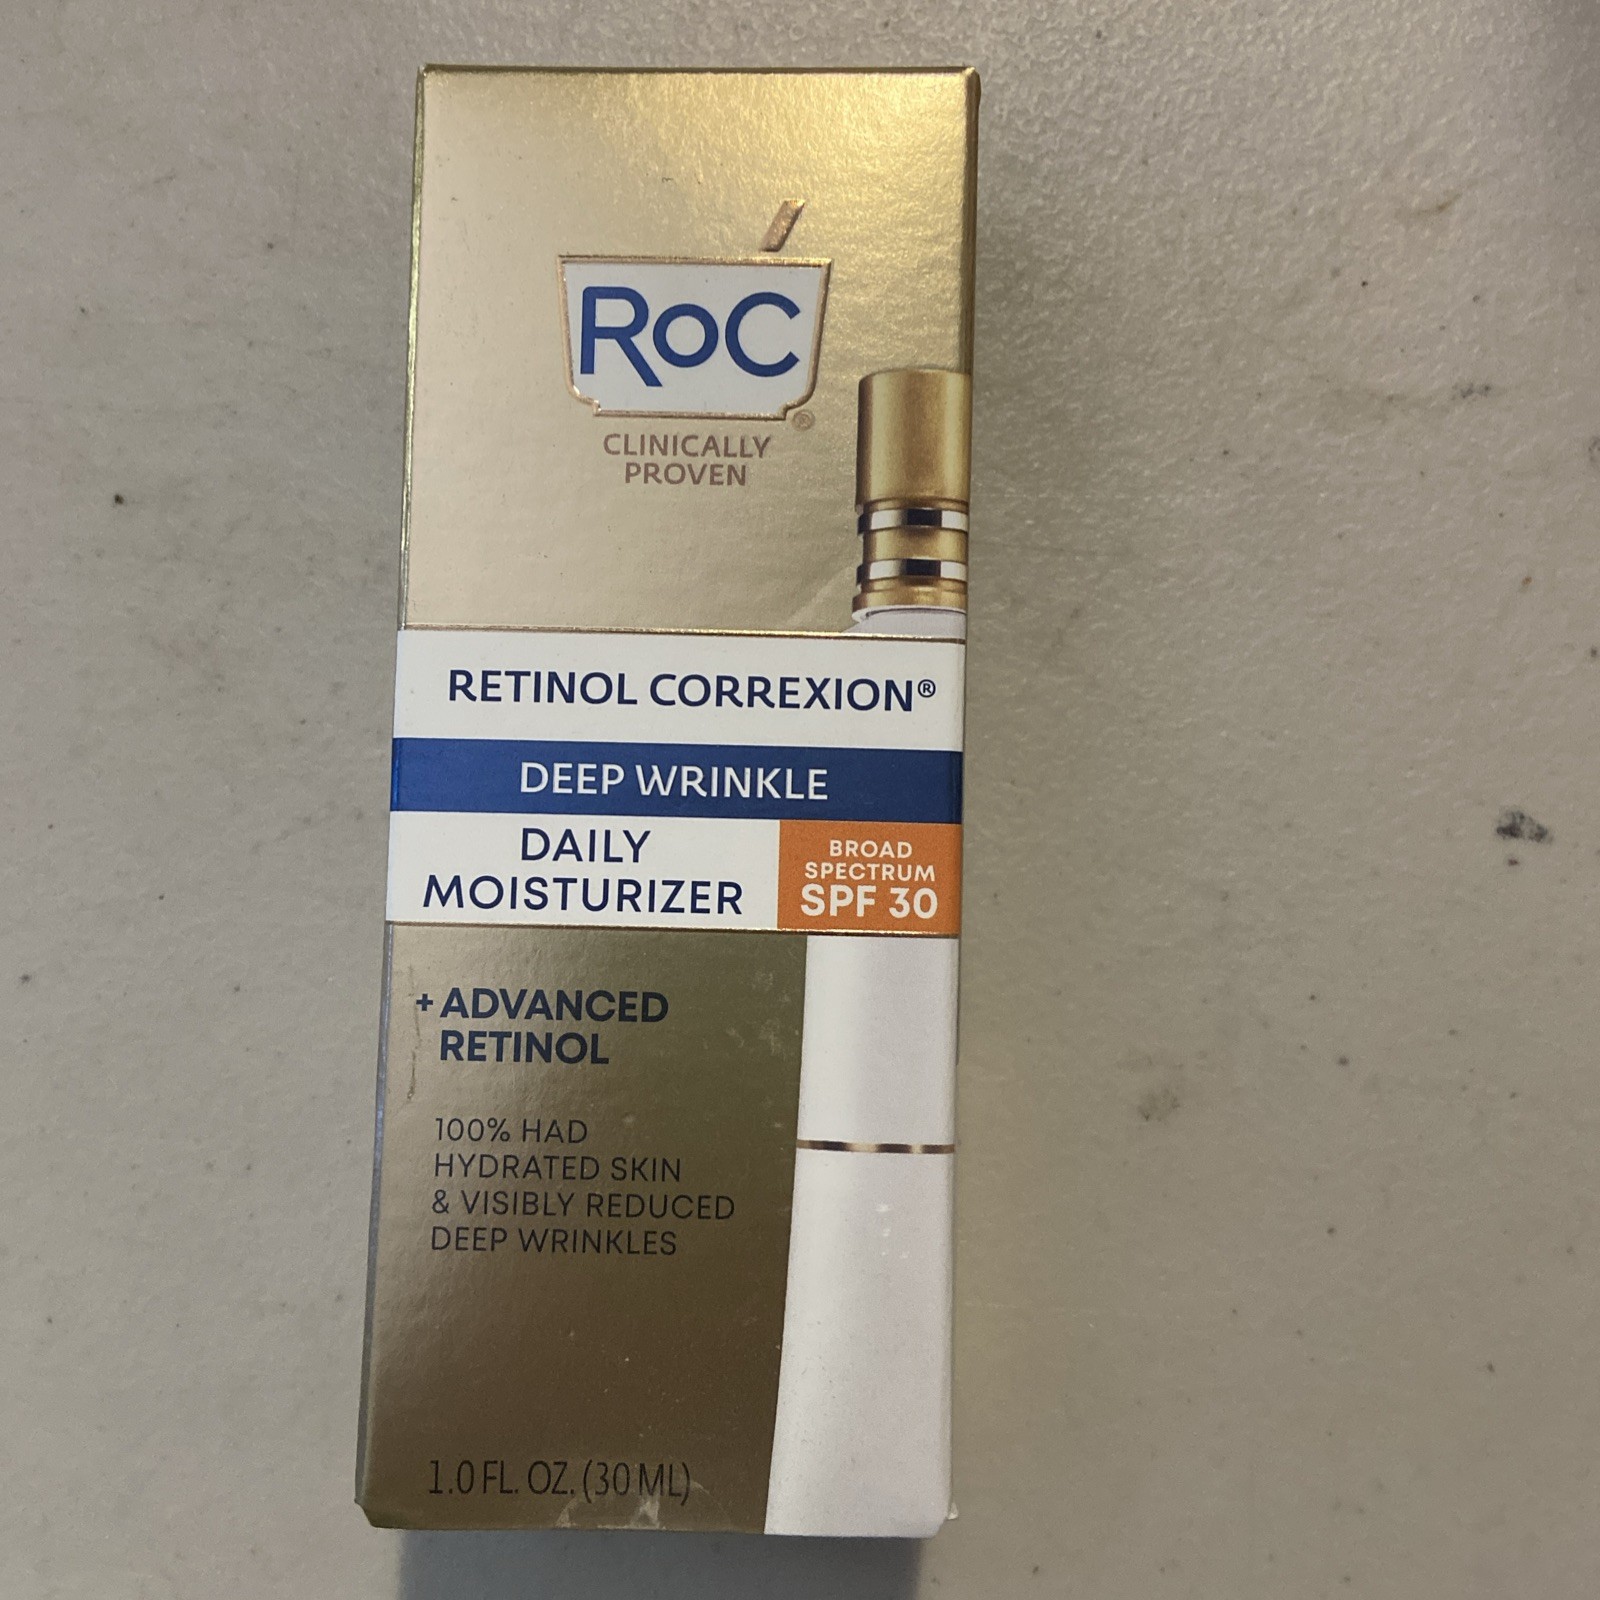 RoC
®
CLINICALLY
PROVEN
RETINOL CORREXION®
DEEP WRINKLE
DAILY
MOISTURIZER
BROAD
SPECTRUM
SPF 30
+ ADVANCED
RETINOL
100% HAD
HYDRATED SKIN
& VISIBLY REDUCED
DEEP WRINKLES
1.0 FL. OZ. (30 ML)